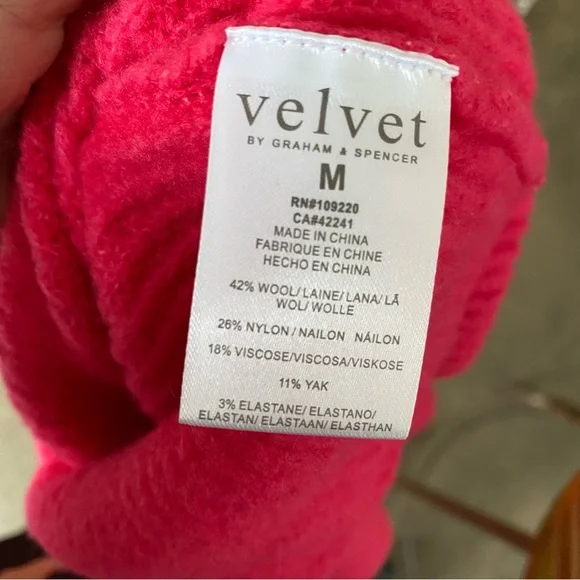 velvet
BY GRAHAM & SPENCER
M
RN#109220
CA#42241
MADE IN CHINA
FABRIQUE EN CHINE
HECHO EN CHINA
42% WOOL/ LAINE/ LANA/ LÃ
WOL/ WOLLE
26% NYLON / NAILON NÁILON
18% VISCOSE/VISCOSA/VISKOSE
11% YAK
3% ELASTANE/ ELASTANO/
ELASTAN/ ELASTAAN/ ELASTHAN